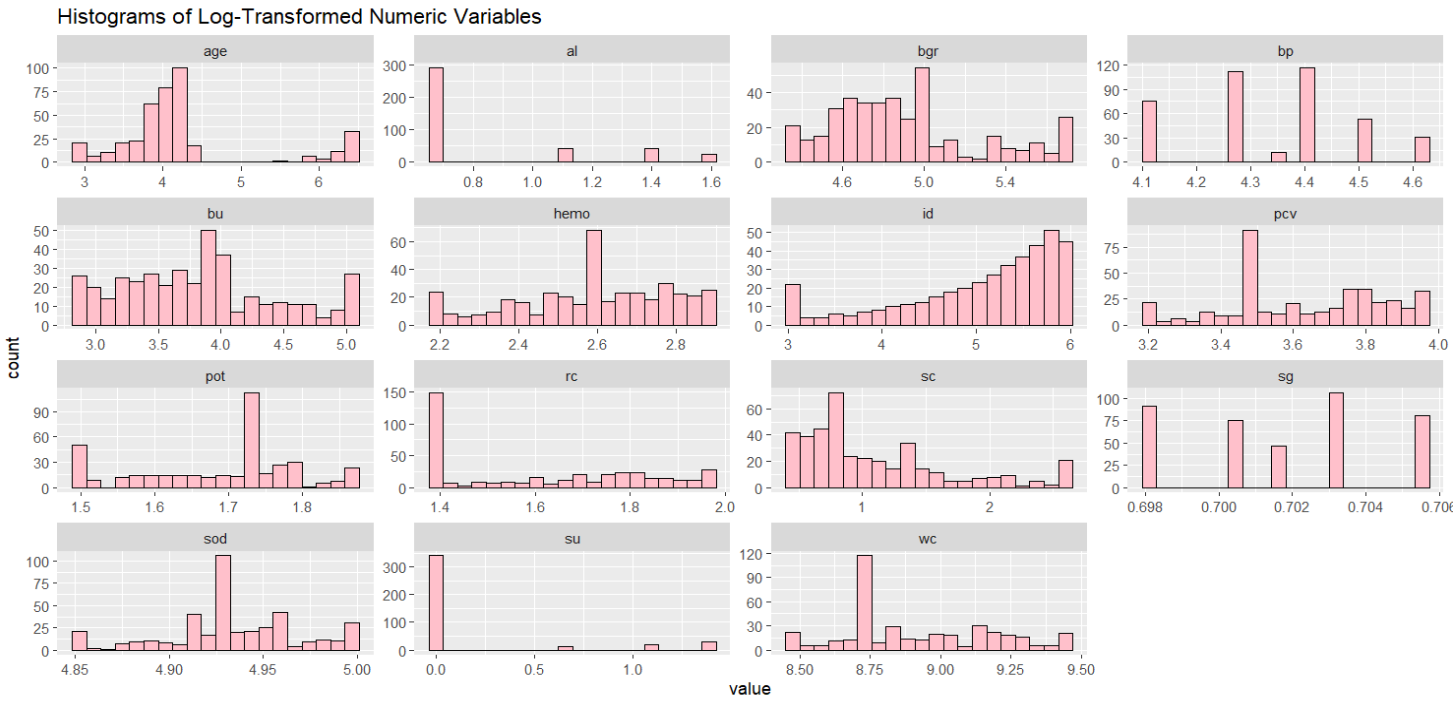 Histograms of Log-Transformed Numeric Variables
age al bgr bp
100 75 50 25 0
300 200 100 0
40 20 0
120 90 60 30 0
3 4 5 6
0.8 1.0 1.2 1.4 1.6
4.6 5.0 5.4
4.1 4.2 4.3 4.4 4.5 4.6
bu hemo id pcv
50 40 30 20 10 0
60 40 20 0
50 40 30 20 10 0
75 50 25 0
3.0 3.5 4.0 4.5 5.0
2.2 2.4 2.6 2.8
3 4 5 6
3.2 3.4 3.6 3.8 4.0
count
pot rc sc sg
90 60 30 0
150 100 50 0
60 40 20 0
100 75 50 25 0
1.5 1.6 1.7 1.8
1.4 1.6 1.8 2.0
1 2
0.698 0.700 0.702 0.704 0.706
sod su wc
100 75 50 25 0
300 200 100 0
120 90 60 30 0
4.85 4.90 4.95 5.00
0.0 0.5 1.0
8.50 8.75 9.00 9.25 9.50
value